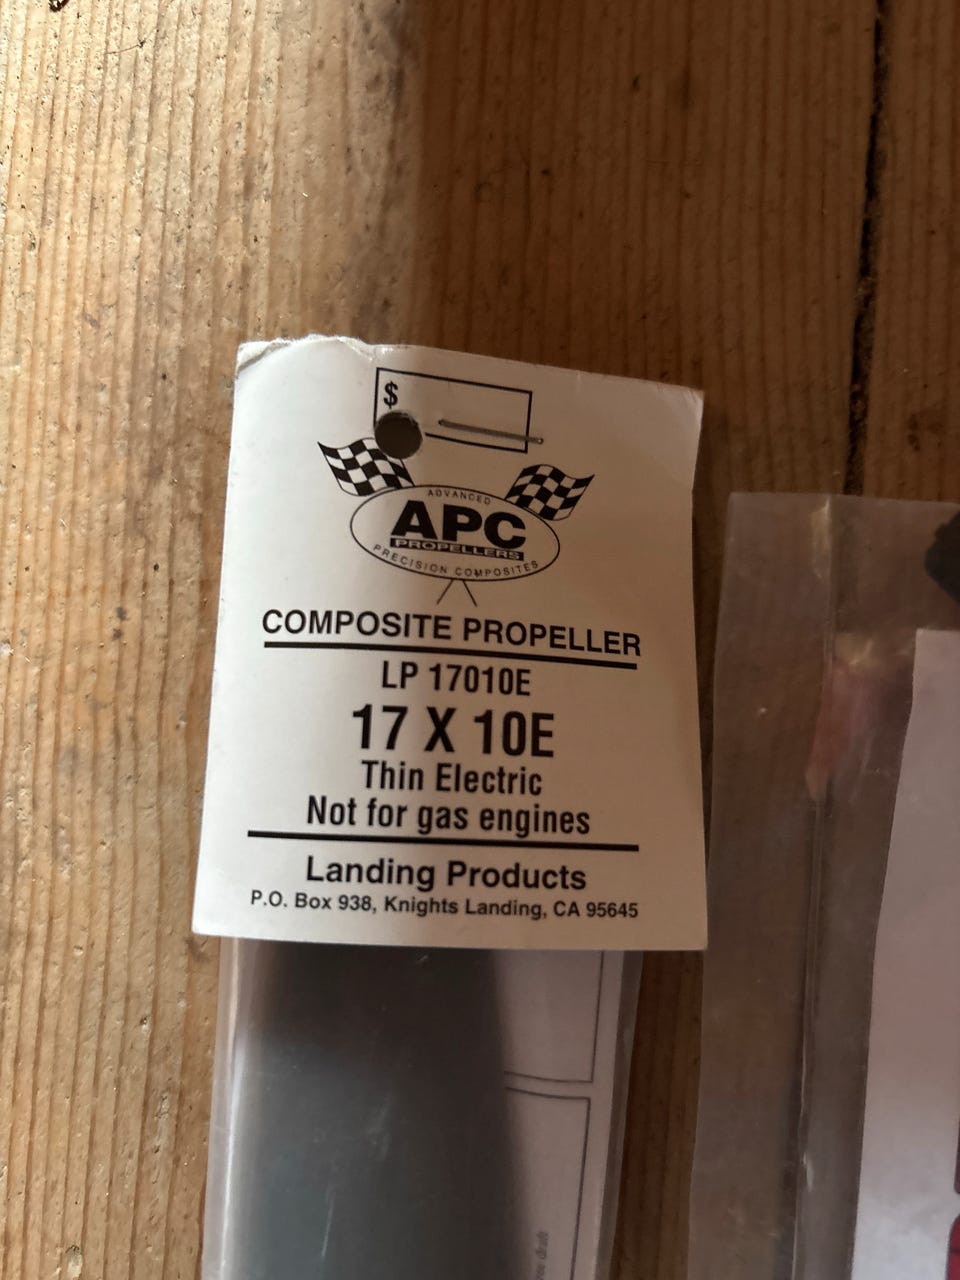 $
ADVANCED
APC
PROPELLERS
PRECISION COMPOSITES
COMPOSITE PROPELLER
LP 17010E
17 X 10E
Thin Electric
Not for gas engines
Landing Products
P.O. Box 938, Knights Landing, CA 95645